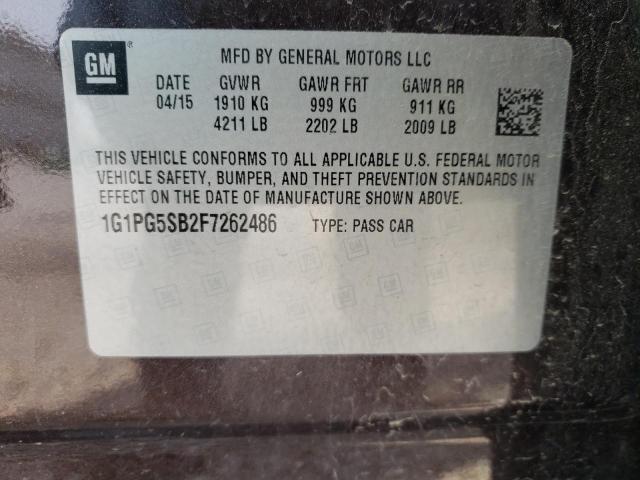 GM
MFD BY GENERAL MOTORS LLC
DATE GVWR GAWR FRT GAWR RR
04/15 1910 KG 999 KG 911 KG
4211 LB 2202 LB 2009 LB
THIS VEHICLE CONFORMS TO ALL APPLICABLE U.S. FEDERAL MOTOR
VEHICLE SAFETY, BUMPER, AND THEFT PREVENTION STANDARDS IN
EFFECT ON THE DATE OF MANUFACTURE SHOWN ABOVE.
1G1PG5SB2F7262486 TYPE: PASS CAR